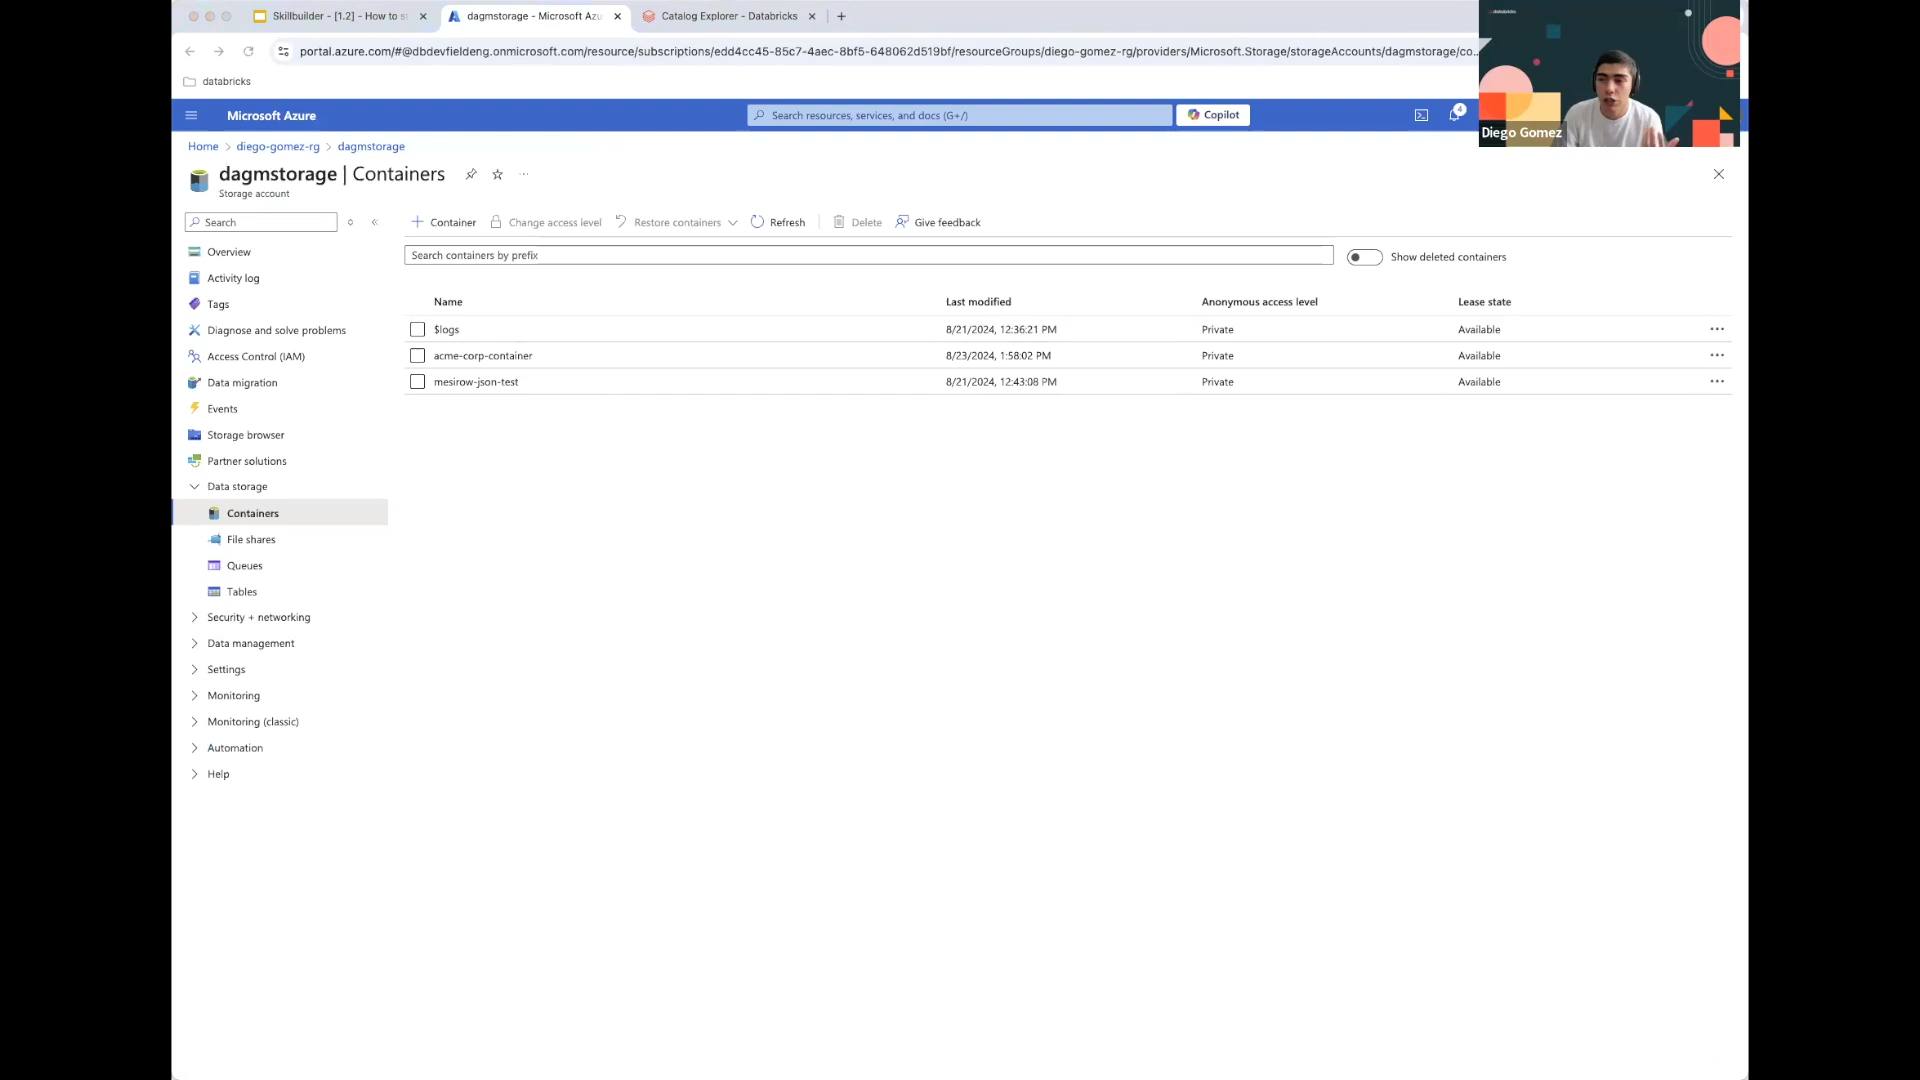 Skillbuilder - [1.2] - How to s
dagmstorage - Microsoft Azu
Catalog Explorer - Databricks
portal.azure.com/#@dbdevfieldeng.onmicrosoft.com/resource/subscriptions/edd4cc45-85c7-4aec-8bf5-648062d519bf/resourceGroups/diego-gomez-rg/providers/Microsoft.Storage/storageAccounts/dagmstorage/co...
databricks
databricks
Diego Gomez
Microsoft Azure
Search resources, services, and docs (G+/)
Copilot
4
Home > diego-gomez-rg > dagmstorage
dagmstorage | Containers
Storage account
Search
Container
Change access level
Restore containers
Refresh
Delete
Give feedback
Search containers by prefix
Show deleted containers
Overview
Activity log
Tags
Diagnose and solve problems
Access Control (IAM)
Data migration
Events
Storage browser
Partner solutions
Data storage
Containers
File shares
Queues
Tables
Security + networking
Data management
Settings
Monitoring
Monitoring (classic)
Automation
Help
Name Last modified Anonymous access level Lease state
$logs 8/21/2024, 12:36:21 PM Private Available
acme-corp-container 8/23/2024, 1:58:02 PM Private Available
mesirow-json-test 8/21/2024, 12:43:08 PM Private Available